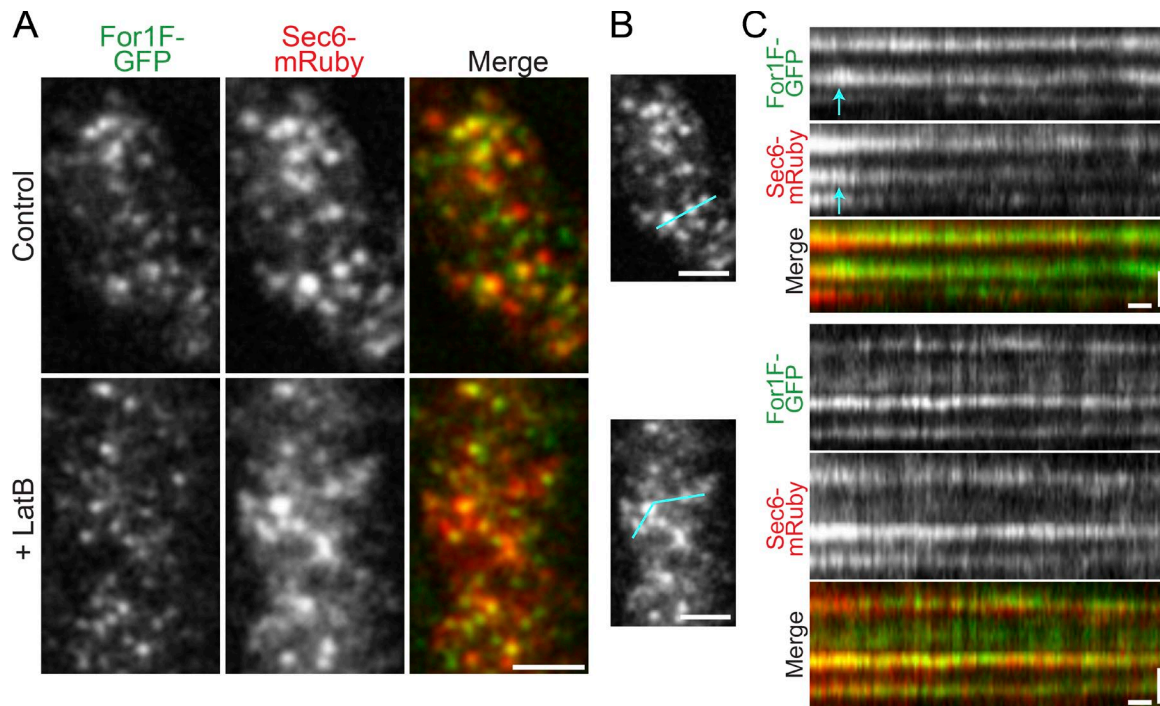 A
For1F-
GFP
Sec6-
mRuby
Merge
Control
+ LatB
B
C
For1F-
GFP
Sec6-
mRuby
Merge
For1F-
GFP
Sec6-
mRuby
Merge